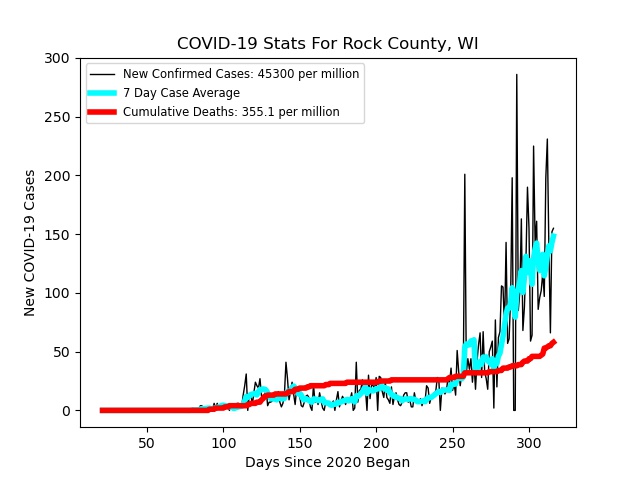 COVID-19 Stats For Rock County, WI
New Confirmed Cases: 45300 per million
7 Day Case Average
Cumulative Deaths: 355.1 per million
300
250
200
150
100
50
0
New COVID-19 Cases
50 100 150 200 250 300
Days Since 2020 Began